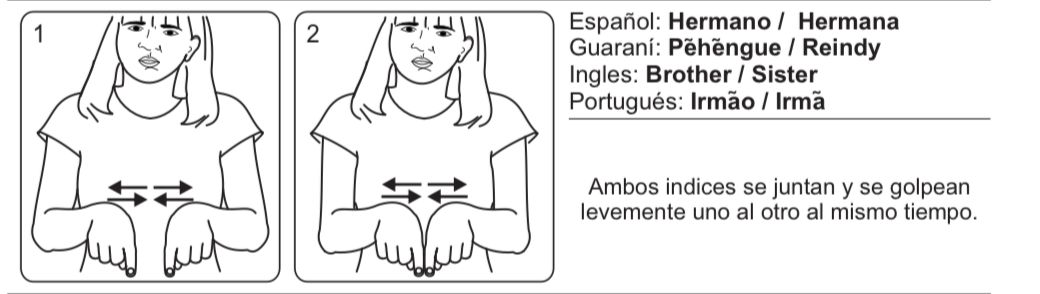 1
2
Español: Hermano / Hermana
Guaraní: Pẽhẽngue / Reindy
Ingles: Brother / Sister
Portugués: Irmão / Irmã
Ambos indices se juntan y se golpean
levemente uno al otro al mismo tiempo.